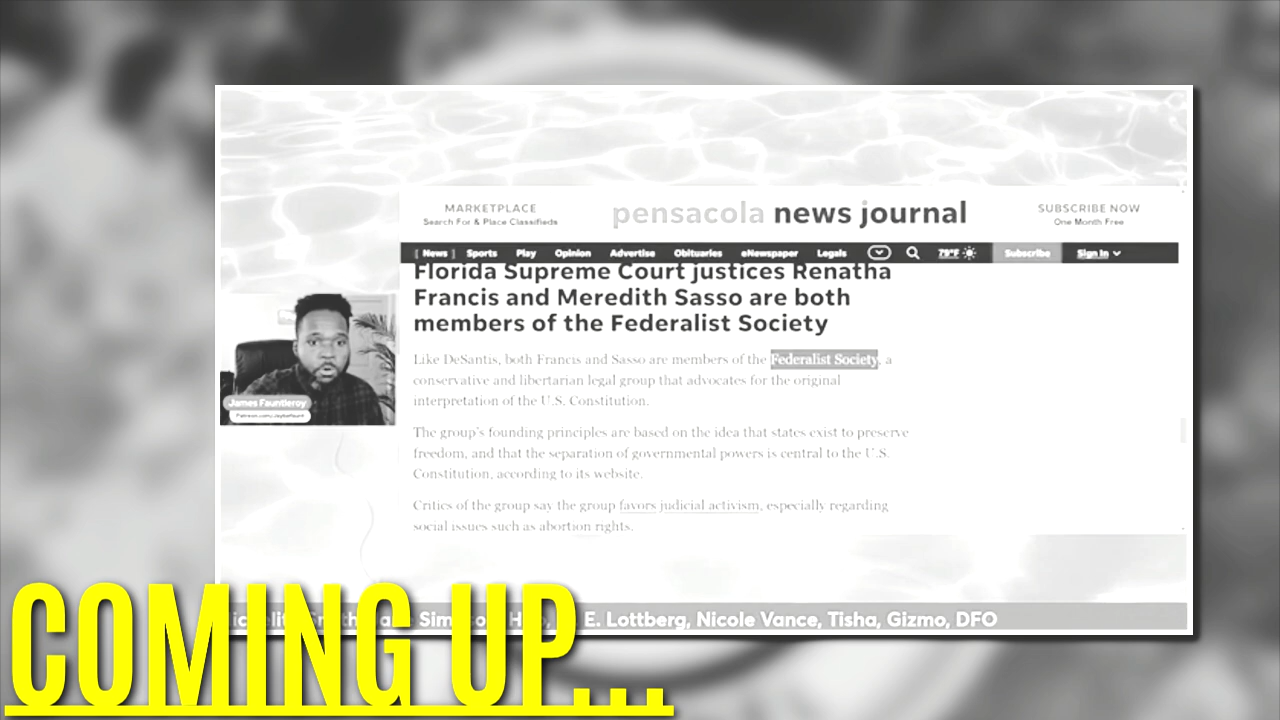 MARKETPLACE
Search For & Place Classifieds
pensacola news journal
SUBSCRIBE NOW
One Month Free
[ News ] Sports Play Opinion Advertise Obituaries eNewspaper Legals 79°F Subscribe Sign In
Florida Supreme Court justices Renatha
Francis and Meredith Sasso are both
members of the Federalist Society
Like DeSantis, both Francis and Sasso are members of the Federalist Society, a
conservative and libertarian legal group that advocates for the original
interpretation of the U.S. Constitution.
The group's founding principles are based on the idea that states exist to preserve
freedom, and that the separation of governmental powers is central to the U.S.
Constitution, according to its website.
Critics of the group say the group favors judicial activism, especially regarding
social issues such as abortion rights.
James Fauntleroy
E. Lottberg, Nicole Vance, Tisha, Gizmo, DFO
COMING UP...